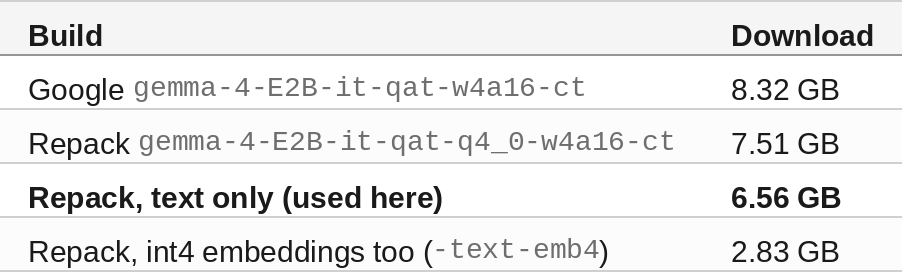 Build Download
Google gemma-4-E2B-it-qat-w4a16-ct 8.32 GB
Repack gemma-4-E2B-it-qat-q4_0-w4a16-ct 7.51 GB
Repack, text only (used here) 6.56 GB
Repack, int4 embeddings too (-text-emb4) 2.83 GB